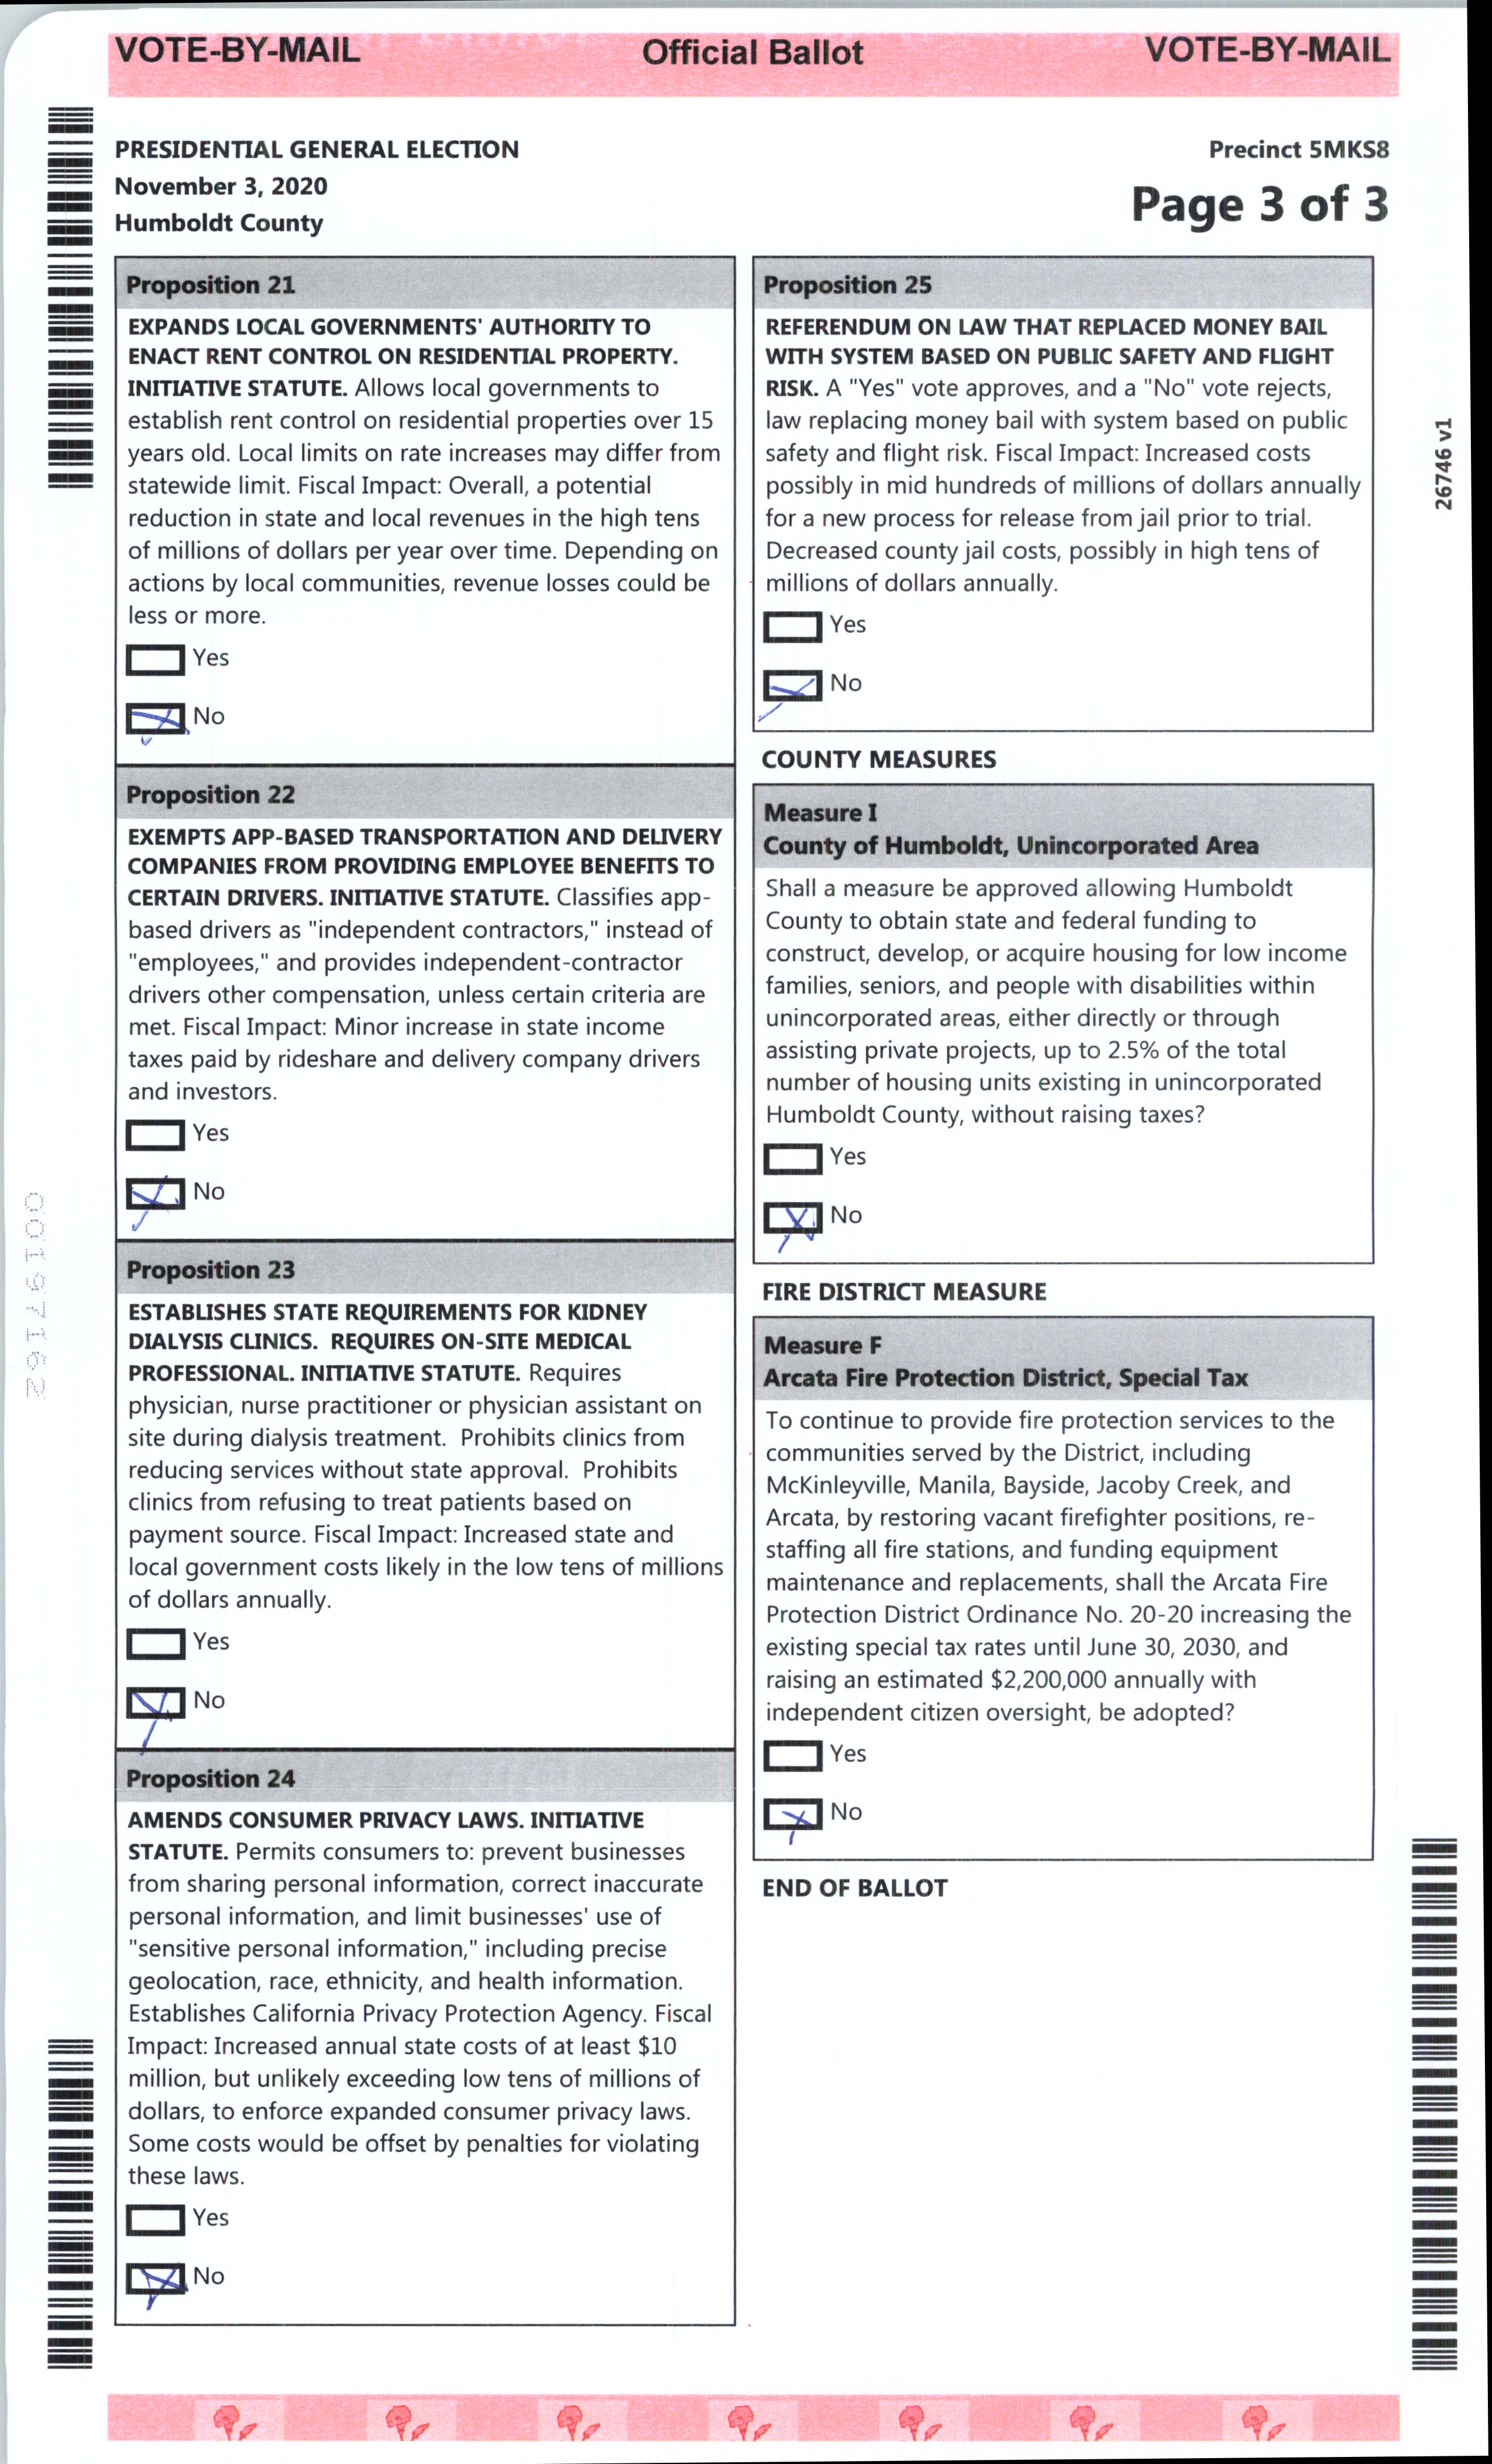 VOTE-BY-MAIL Official Ballot VOTE-BY-MAIL
PRESIDENTIAL GENERAL ELECTION
November 3, 2020
Humboldt County
Precinct 5MKS8
Page 3 of 3
Proposition 21
EXPANDS LOCAL GOVERNMENTS' AUTHORITY TO
ENACT RENT CONTROL ON RESIDENTIAL PROPERTY.
INITIATIVE STATUTE. Allows local governments to
establish rent control on residential properties over 15
years old. Local limits on rate increases may differ from
statewide limit. Fiscal Impact: Overall, a potential
reduction in state and local revenues in the high tens
of millions of dollars per year over time. Depending on
actions by local communities, revenue losses could be
less or more.
Yes
No
Proposition 22
EXEMPTS APP-BASED TRANSPORTATION AND DELIVERY
COMPANIES FROM PROVIDING EMPLOYEE BENEFITS TO
CERTAIN DRIVERS. INITIATIVE STATUTE. Classifies app-
based drivers as "independent contractors," instead of
"employees," and provides independent-contractor
drivers other compensation, unless certain criteria are
met. Fiscal Impact: Minor increase in state income
taxes paid by rideshare and delivery company drivers
and investors.
Yes
No
Proposition 23
ESTABLISHES STATE REQUIREMENTS FOR KIDNEY
DIALYSIS CLINICS. REQUIRES ON-SITE MEDICAL
PROFESSIONAL. INITIATIVE STATUTE. Requires
physician, nurse practitioner or physician assistant on
site during dialysis treatment. Prohibits clinics from
reducing services without state approval. Prohibits
clinics from refusing to treat patients based on
payment source. Fiscal Impact: Increased state and
local government costs likely in the low tens of millions
of dollars annually.
Yes
No
Proposition 24
AMENDS CONSUMER PRIVACY LAWS. INITIATIVE
STATUTE. Permits consumers to: prevent businesses
from sharing personal information, correct inaccurate
personal information, and limit businesses' use of
"sensitive personal information," including precise
geolocation, race, ethnicity, and health information.
Establishes California Privacy Protection Agency. Fiscal
Impact: Increased annual state costs of at least $10
million, but unlikely exceeding low tens of millions of
dollars, to enforce expanded consumer privacy laws.
Some costs would be offset by penalties for violating
these laws.
Yes
No
Proposition 25
REFERENDUM ON LAW THAT REPLACED MONEY BAIL
WITH SYSTEM BASED ON PUBLIC SAFETY AND FLIGHT
RISK. A "Yes" vote approves, and a "No" vote rejects,
law replacing money bail with system based on public
safety and flight risk. Fiscal Impact: Increased costs
possibly in mid hundreds of millions of dollars annually
for a new process for release from jail prior to trial.
Decreased county jail costs, possibly in high tens of
millions of dollars annually.
Yes
No
COUNTY MEASURES
Measure I
County of Humboldt, Unincorporated Area
Shall a measure be approved allowing Humboldt
County to obtain state and federal funding to
construct, develop, or acquire housing for low income
families, seniors, and people with disabilities within
unincorporated areas, either directly or through
assisting private projects, up to 2.5% of the total
number of housing units existing in unincorporated
Humboldt County, without raising taxes?
Yes
No
FIRE DISTRICT MEASURE
Measure F
Arcata Fire Protection District, Special Tax
To continue to provide fire protection services to the
communities served by the District, including
McKinleyville, Manila, Bayside, Jacoby Creek, and
Arcata, by restoring vacant firefighter positions, re-
staffing all fire stations, and funding equipment
maintenance and replacements, shall the Arcata Fire
Protection District Ordinance No. 20-20 increasing the
existing special tax rates until June 30, 2030, and
raising an estimated $2,200,000 annually with
independent citizen oversight, be adopted?
Yes
No
END OF BALLOT
26746 v1
00197162